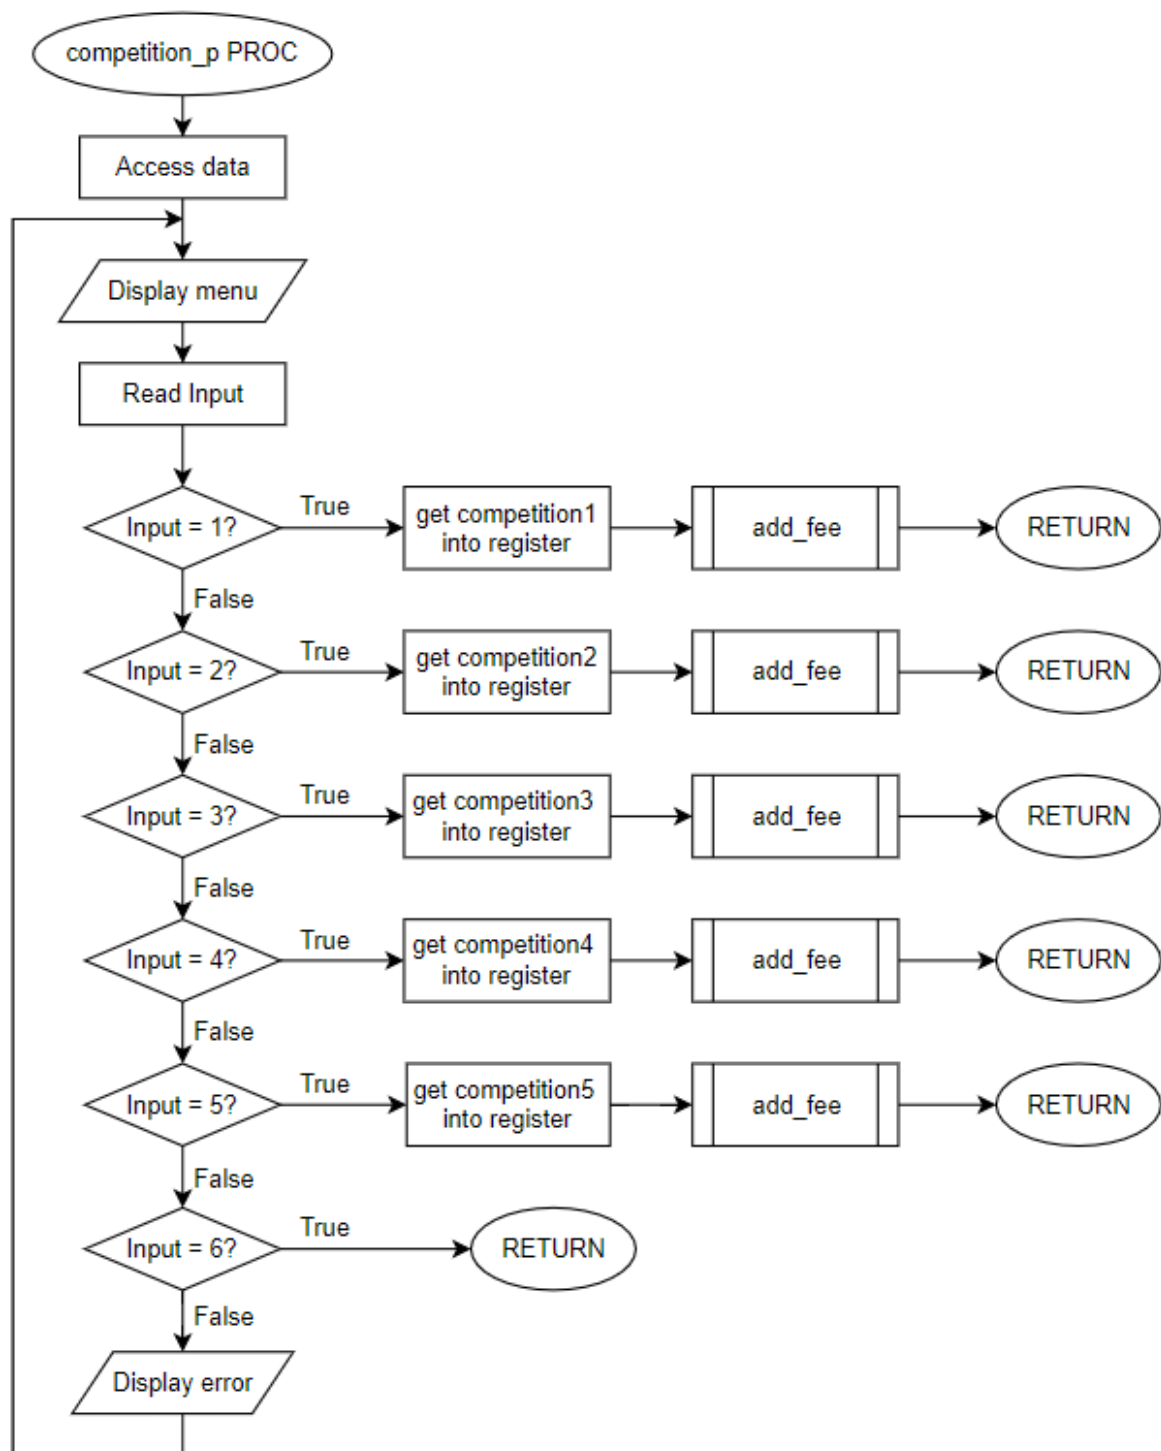 competition_p PROC
Access data
Display menu
Read Input
Input = 1?
True
get competition1
into register
add_fee
RETURN
False
Input = 2?
True
get competition2
into register
add_fee
RETURN
False
Input = 3?
True
get competition3
into register
add_fee
RETURN
False
Input = 4?
True
get competition4
into register
add_fee
RETURN
False
Input = 5?
True
get competition5
into register
add_fee
RETURN
False
Input = 6?
True
RETURN
False
Display error